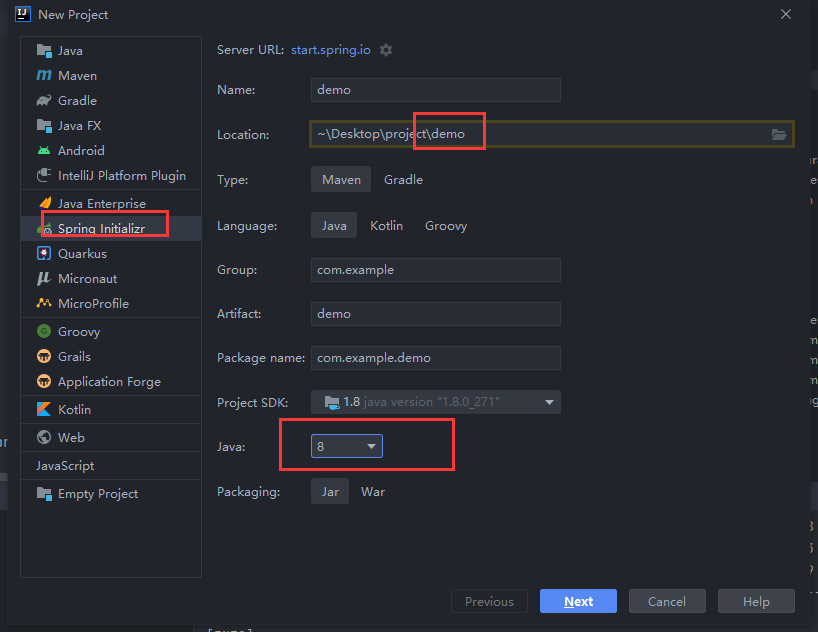 New Project
Java
Maven
Gradle
Java FX
Android
IntelliJ Platform Plugin
Java Enterprise
Spring Initializr
Quarkus
Micronaut
MicroProfile
Groovy
Grails
Application Forge
Kotlin
Web
JavaScript
Empty Project
Server URL: start.spring.io
Name: demo
Location: ~\Desktop\project\demo
Type: Maven Gradle
Language: Java Kotlin Groovy
Group: com.example
Artifact: demo
Package name: com.example.demo
Project SDK: 1.8 java version "1.8.0_271"
Java: 8
Packaging: Jar War
Previous Next Cancel Help